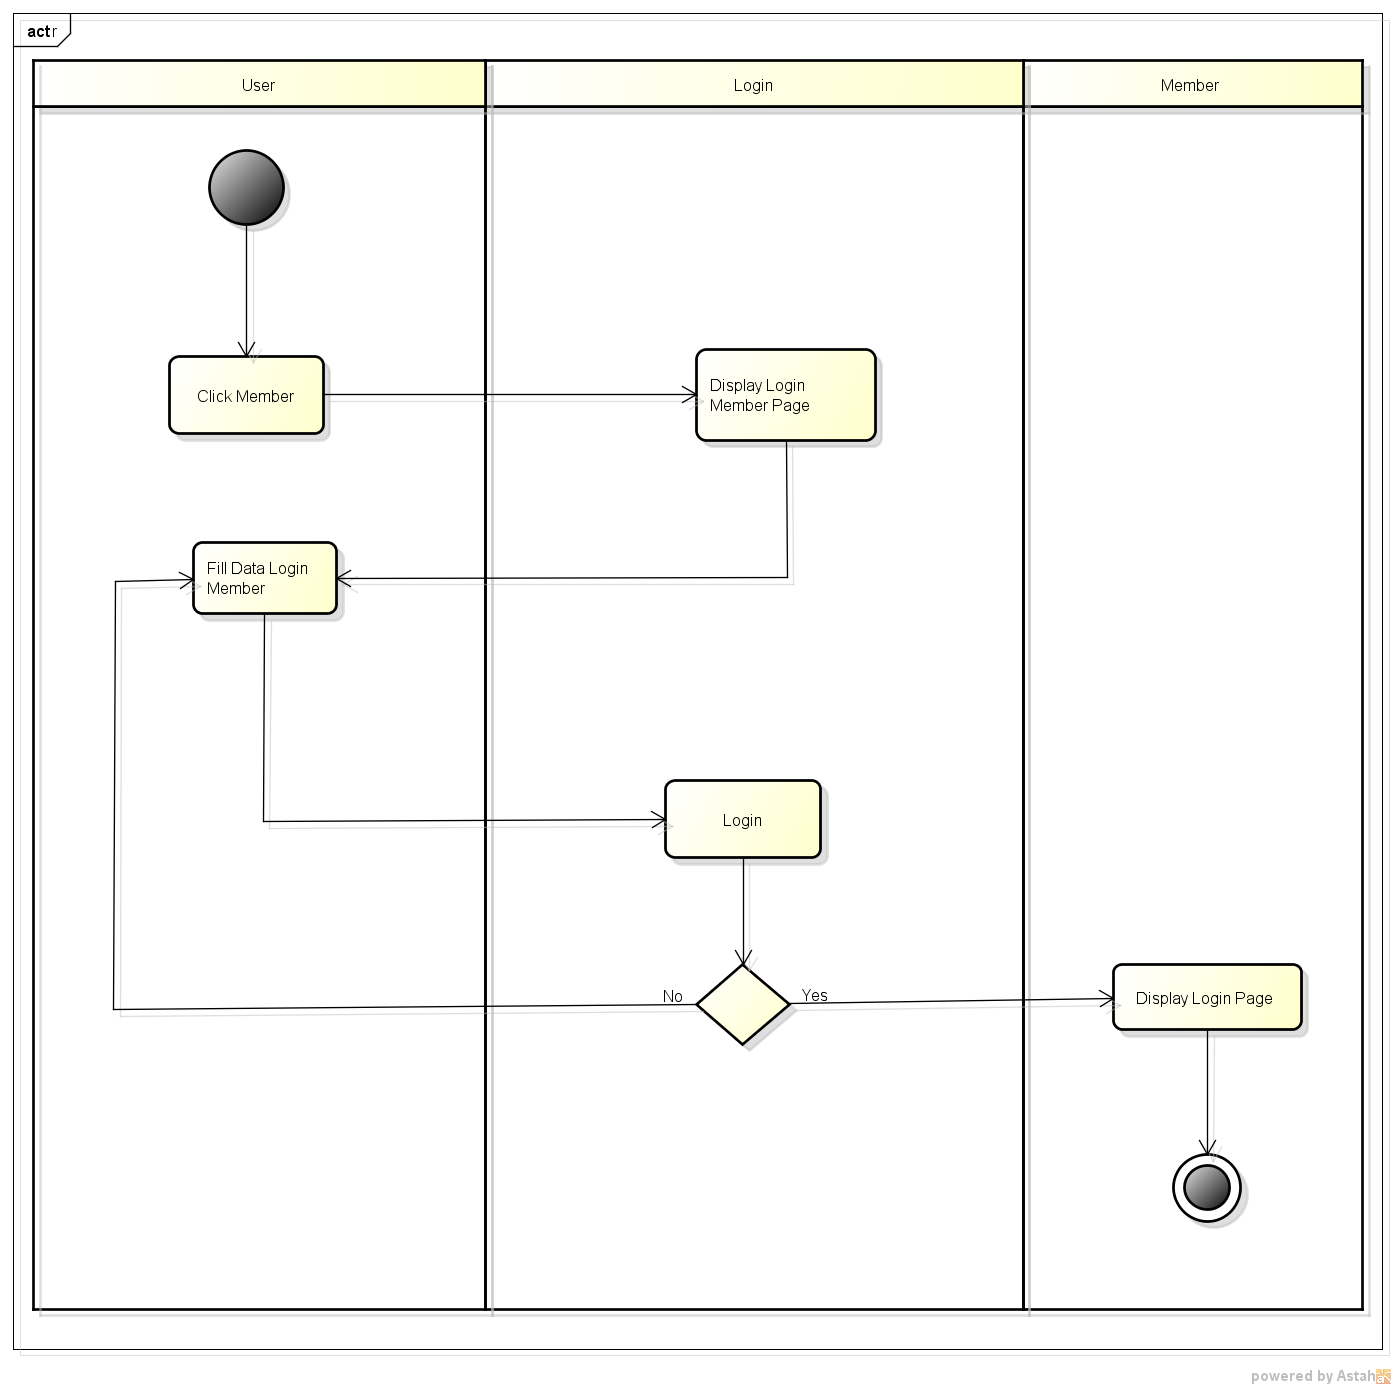 act r
User
Login
Member
Click Member
Display Login
Member Page
Fill Data Login
Member
Login
No
Yes
Display Login Page
powered by Astah